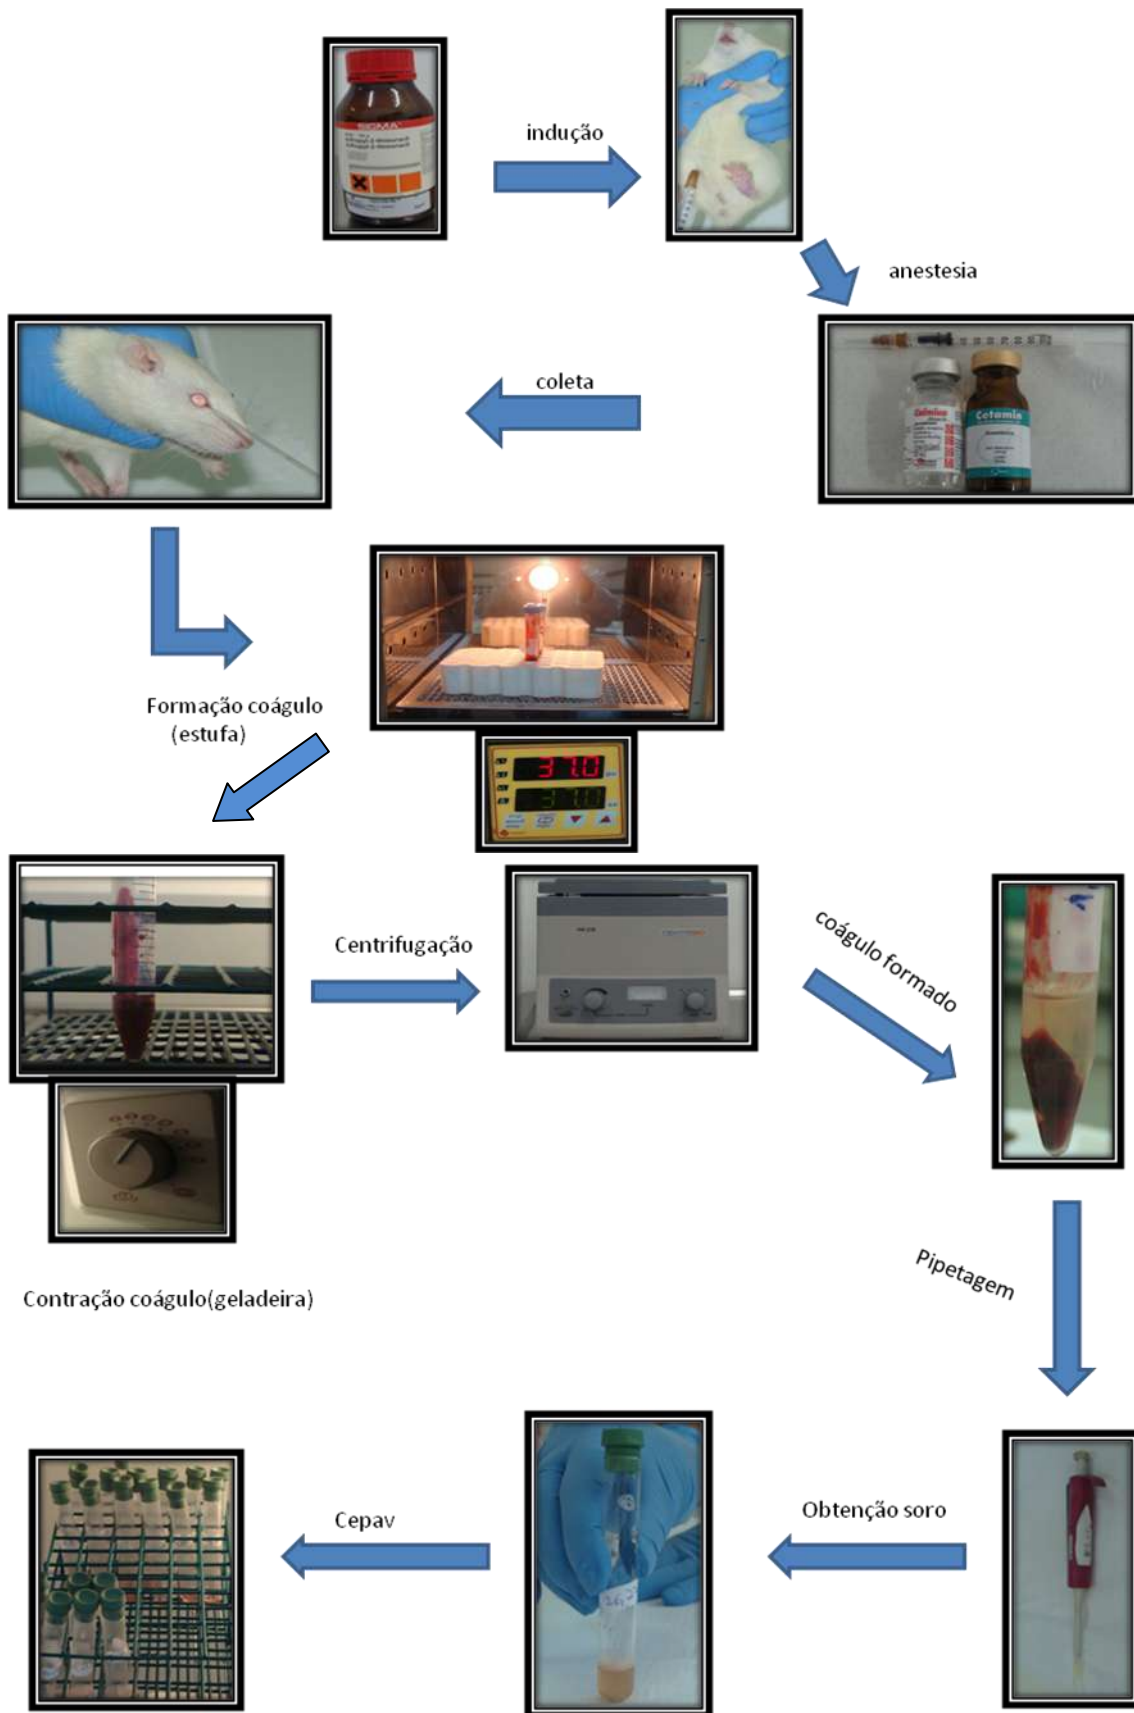 SIGMA
indução
anestesia
coleta
Cetamin
Formação coágulo
(estufa)
37.0
37.0
Centrifugação
coágulo formado
Contração coágulo(geladeira)
Pipetagem
Obtenção soro
Cepav